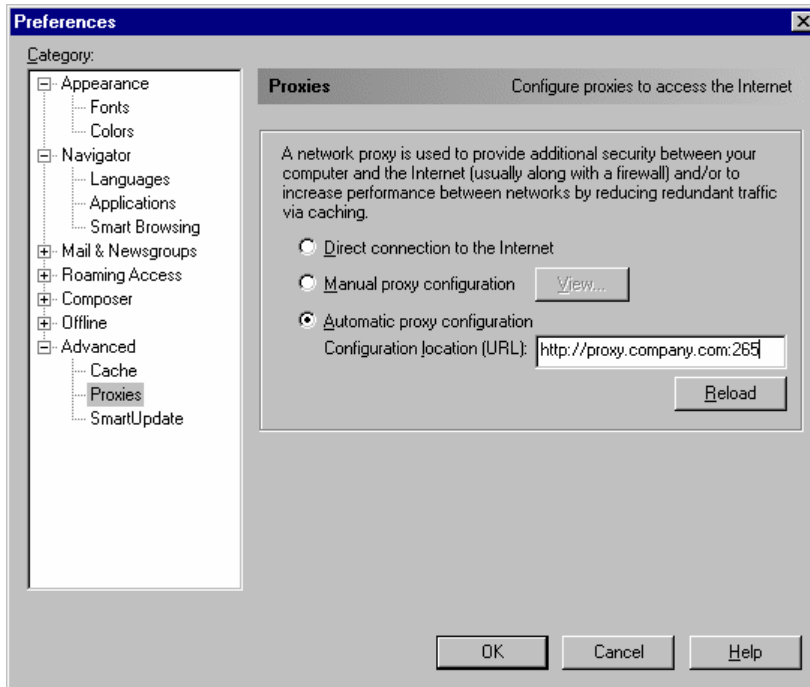 Preferences
Category:
Appearance
Fonts
Colors
Navigator
Languages
Applications
Smart Browsing
Mail & Newsgroups
Roaming Access
Composer
Offline
Advanced
Cache
Proxies
SmartUpdate
Proxies Configure proxies to access the Internet
A network proxy is used to provide additional security between your
computer and the Internet (usually along with a firewall) and/or to
increase performance between networks by reducing redundant traffic
via caching.
Direct connection to the Internet
Manual proxy configuration View...
Automatic proxy configuration
Configuration location (URL): http://proxy.company.com:265
Reload
OK Cancel Help